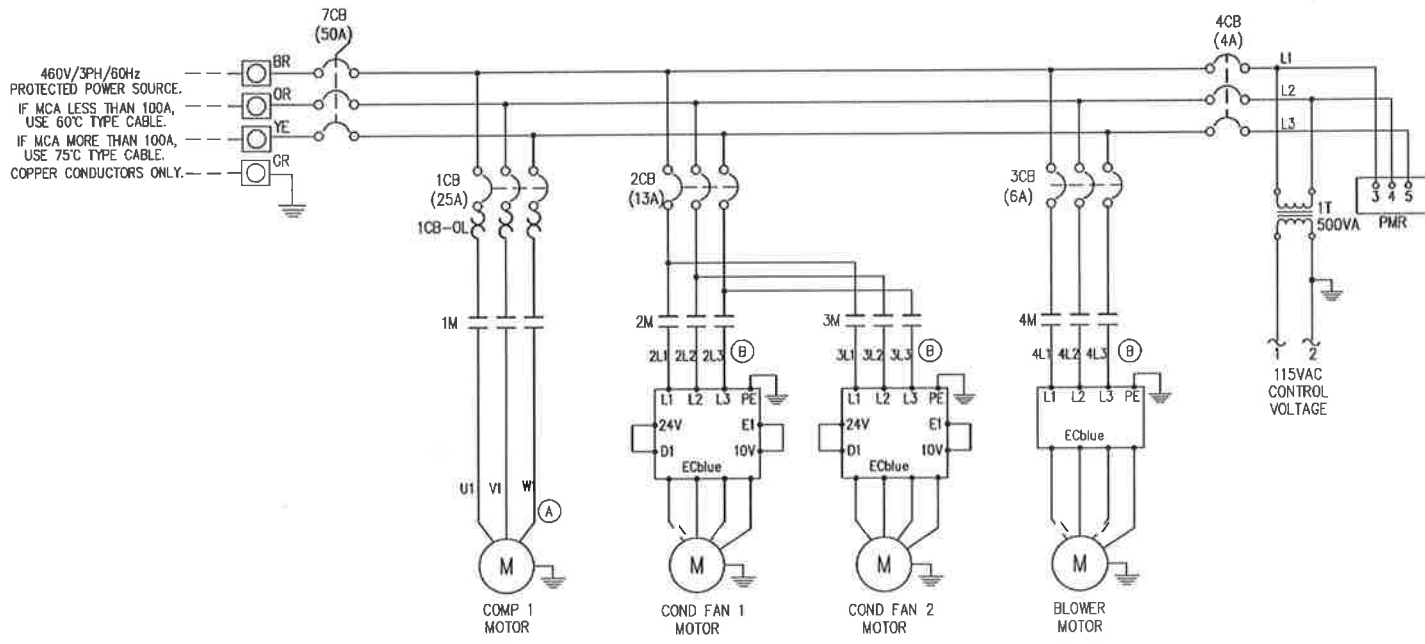 7CB
(50A)
4CB
(4A)
460V/3PH/60Hz
PROTECTED POWER SOURCE.
IF MCA LESS THAN 100A,
USE 60°C TYPE CABLE.
IF MCA MORE THAN 100A,
USE 75°C TYPE CABLE.
COPPER CONDUCTORS ONLY.
BR
OR
YE
GR
L1
L2
L3
1CB
(25A)
1CB-OL
2CB
(13A)
3CB
(6A)
3 4 5
PMR
1T
500VA
1M
2M
3M
4M
2L1 2L2 2L3 B
3L1 3L2 3L3 B
4L1 4L2 4L3 B
1 2
115VAC
CONTROL
VOLTAGE
L1 L2 L3 PE
24V E1
D1 10V
ECblue
L1 L2 L3 PE
24V E1
D1 10V
ECblue
L1 L2 L3 PE
ECblue
U1 V1 W1
A
M
M
M
M
COMP 1
MOTOR
COND FAN 1
MOTOR
COND FAN 2
MOTOR
BLOWER
MOTOR